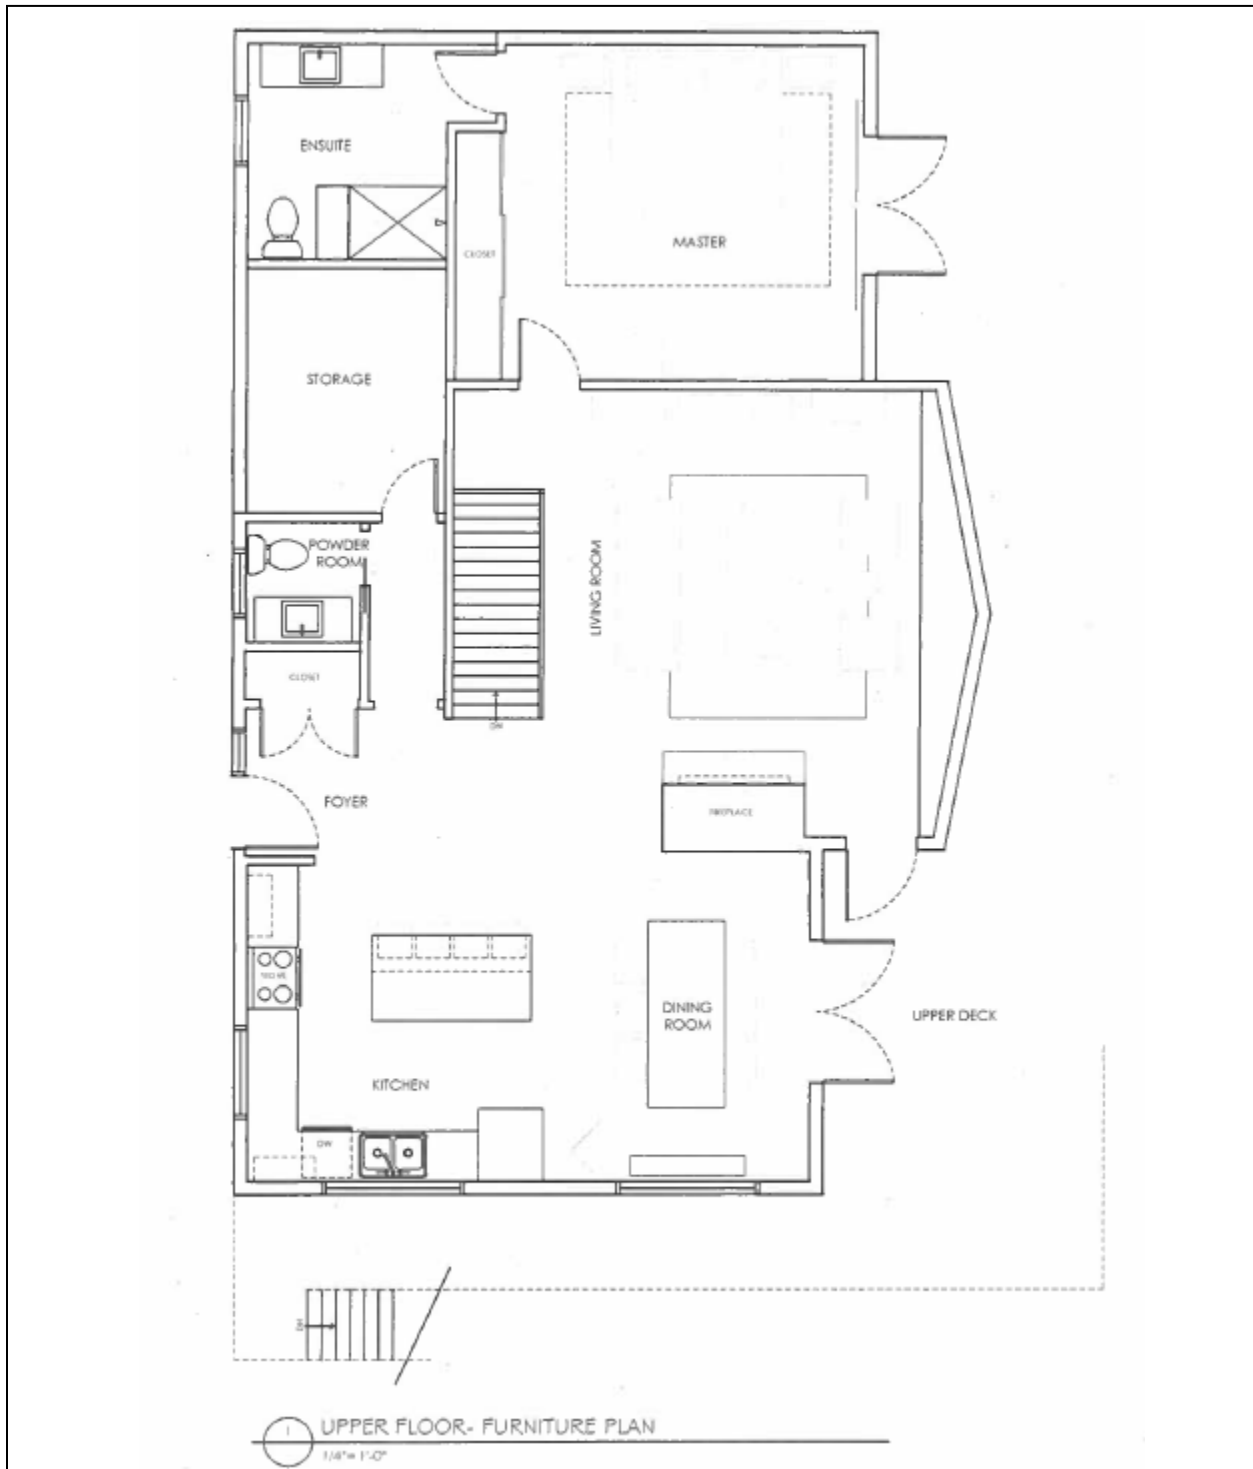 ENSUITE
MASTER
CLOSET
STORAGE
POWDER
ROOM
LIVING ROOM
CLOSET
DN
FOYER
FIREPLACE
DINING
ROOM
UPPER DECK
KITCHEN
DW
DN
1
UPPER FLOOR- FURNITURE PLAN
1/4"= 1'-0"